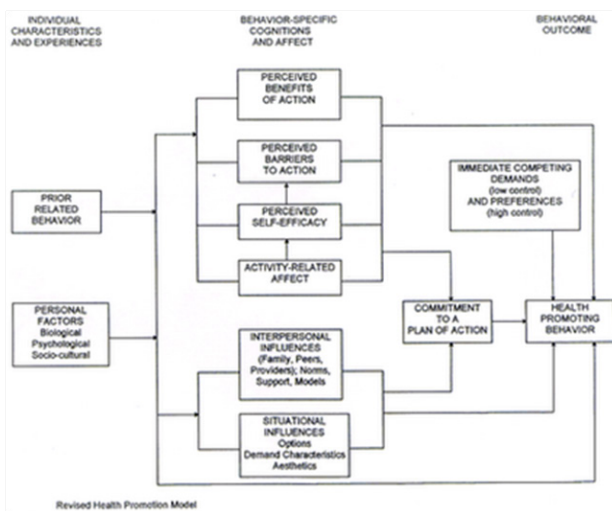 INDIVIDUAL
CHARACTERISTICS
AND EXPERIENCES
BEHAVIOR-SPECIFIC
COGNITIONS
AND AFFECT
BEHAVIORAL
OUTCOME
PERCEIVED
BENEFITS
OF ACTION
PERCEIVED
BARRIERS
TO ACTION
PERCEIVED
SELF-EFFICACY
ACTIVITY-RELATED
AFFECT
PRIOR
RELATED
BEHAVIOR
PERSONAL
FACTORS
Biological
Psychological
Socio-cultural
INTERPERSONAL
INFLUENCES
(Family, Peers,
Providers); Norms,
Support, Models
SITUATIONAL
INFLUENCES
Options
Demand Characteristics
Aesthetics
IMMEDIATE COMPETING
DEMANDS
(low control)
AND PREFERENCES
(high control)
COMMITMENT
TO A
PLAN OF ACTION
HEALTH
PROMOTING
BEHAVIOR
Revised Health Promotion Model